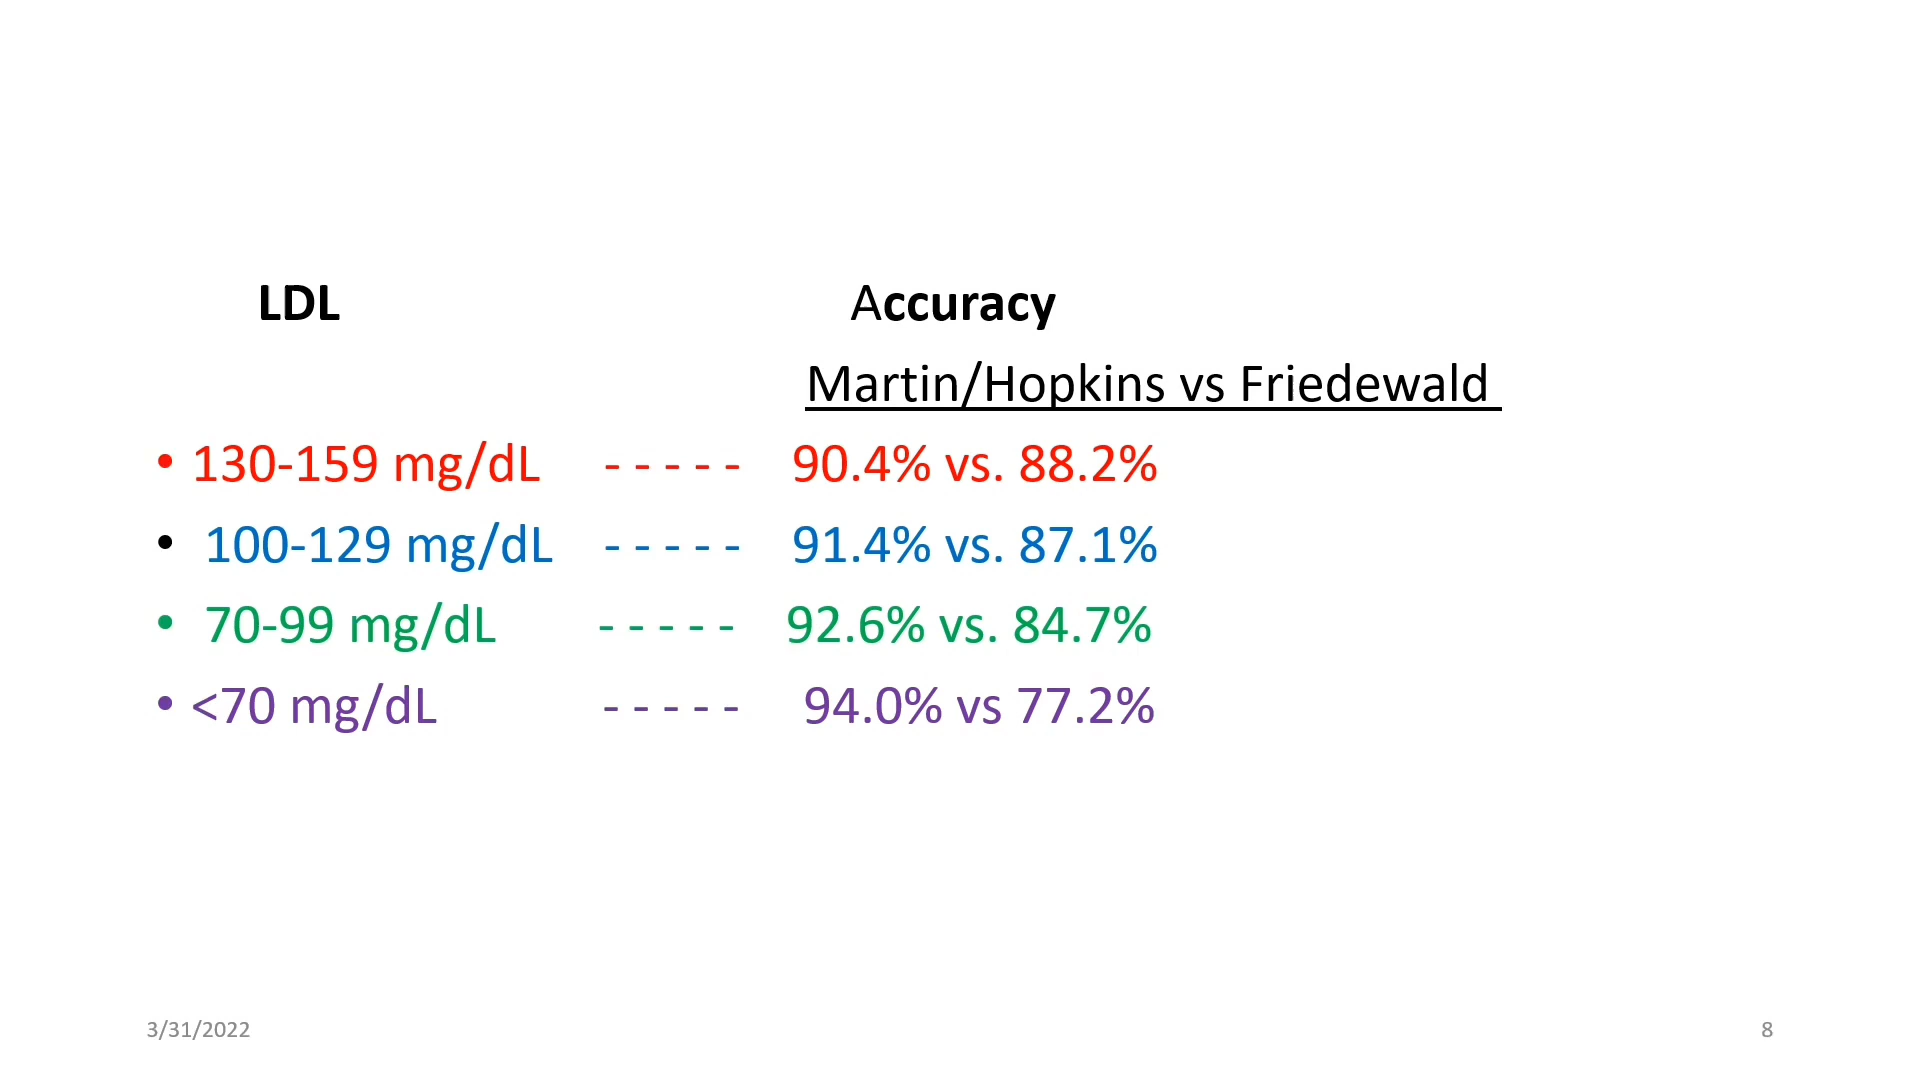 LDL Accuracy
Martin/Hopkins vs Friedewald
• 130-159 mg/dL - - - - - 90.4% vs. 88.2%
• 100-129 mg/dL - - - - - 91.4% vs. 87.1%
• 70-99 mg/dL - - - - - 92.6% vs. 84.7%
• <70 mg/dL - - - - - 94.0% vs 77.2%
3/31/2022 8